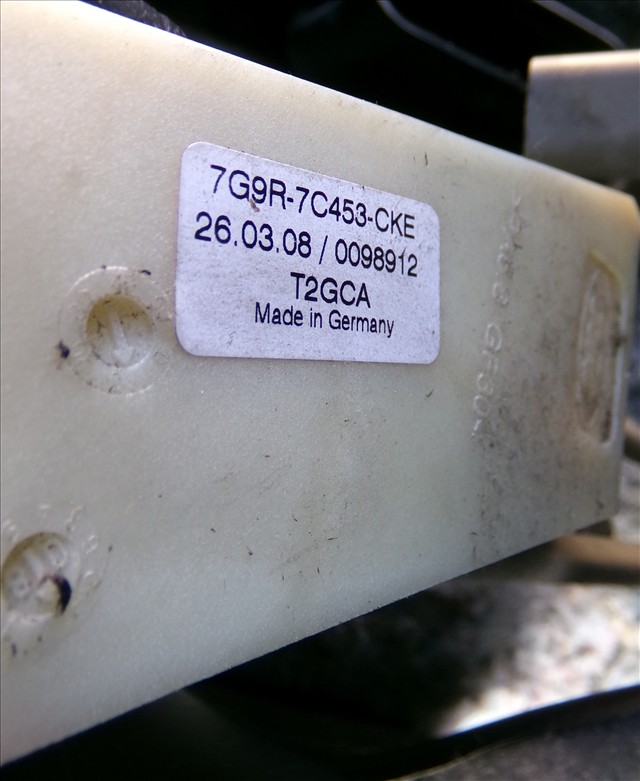 7G9R-7C453-CKE
26.03.08 / 0098912
T2GCA
Made in Germany